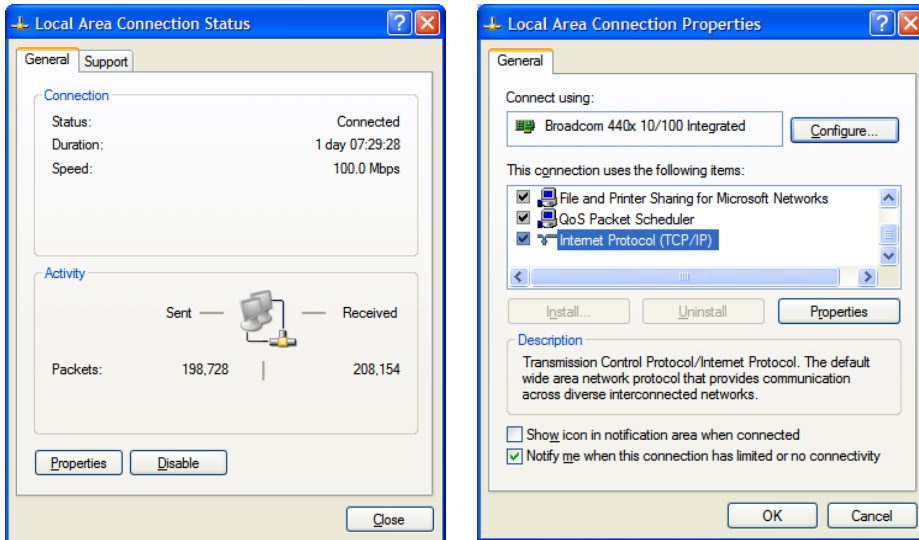 Local Area Connection Status
General Support
Connection
Status: Connected
Duration: 1 day 07:29:28
Speed: 100.0 Mbps
Activity
Sent — — Received
Packets: 198,728 | 208,154
Properties Disable
Close
Local Area Connection Properties
General
Connect using:
Broadcom 440x 10/100 Integrated Configure...
This connection uses the following items:
File and Printer Sharing for Microsoft Networks
QoS Packet Scheduler
Internet Protocol (TCP/IP)
Install... Uninstall Properties
Description
Transmission Control Protocol/Internet Protocol. The default
wide area network protocol that provides communication
across diverse interconnected networks.
Show icon in notification area when connected
Notify me when this connection has limited or no connectivity
OK Cancel